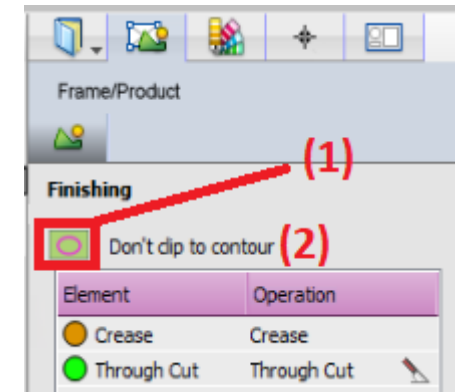 Frame/Product
(1)
Finishing
Don't clip to contour (2)
Element Operation
Crease Crease
Through Cut Through Cut